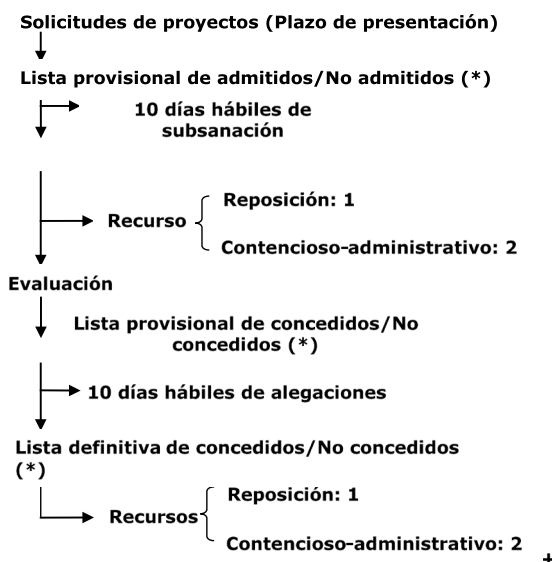 Solicitudes de proyectos (Plazo de presentación)
Lista provisional de admitidos/No admitidos (*)
10 días hábiles de
subsanación
Reposición: 1
Recurso
Contencioso-administrativo: 2
Evaluación
Lista provisional de concedidos/No
concedidos (*)
10 días hábiles de alegaciones
Lista definitiva de concedidos/No concedidos
(*)
Reposición: 1
Recursos
Contencioso-administrativo: 2
+